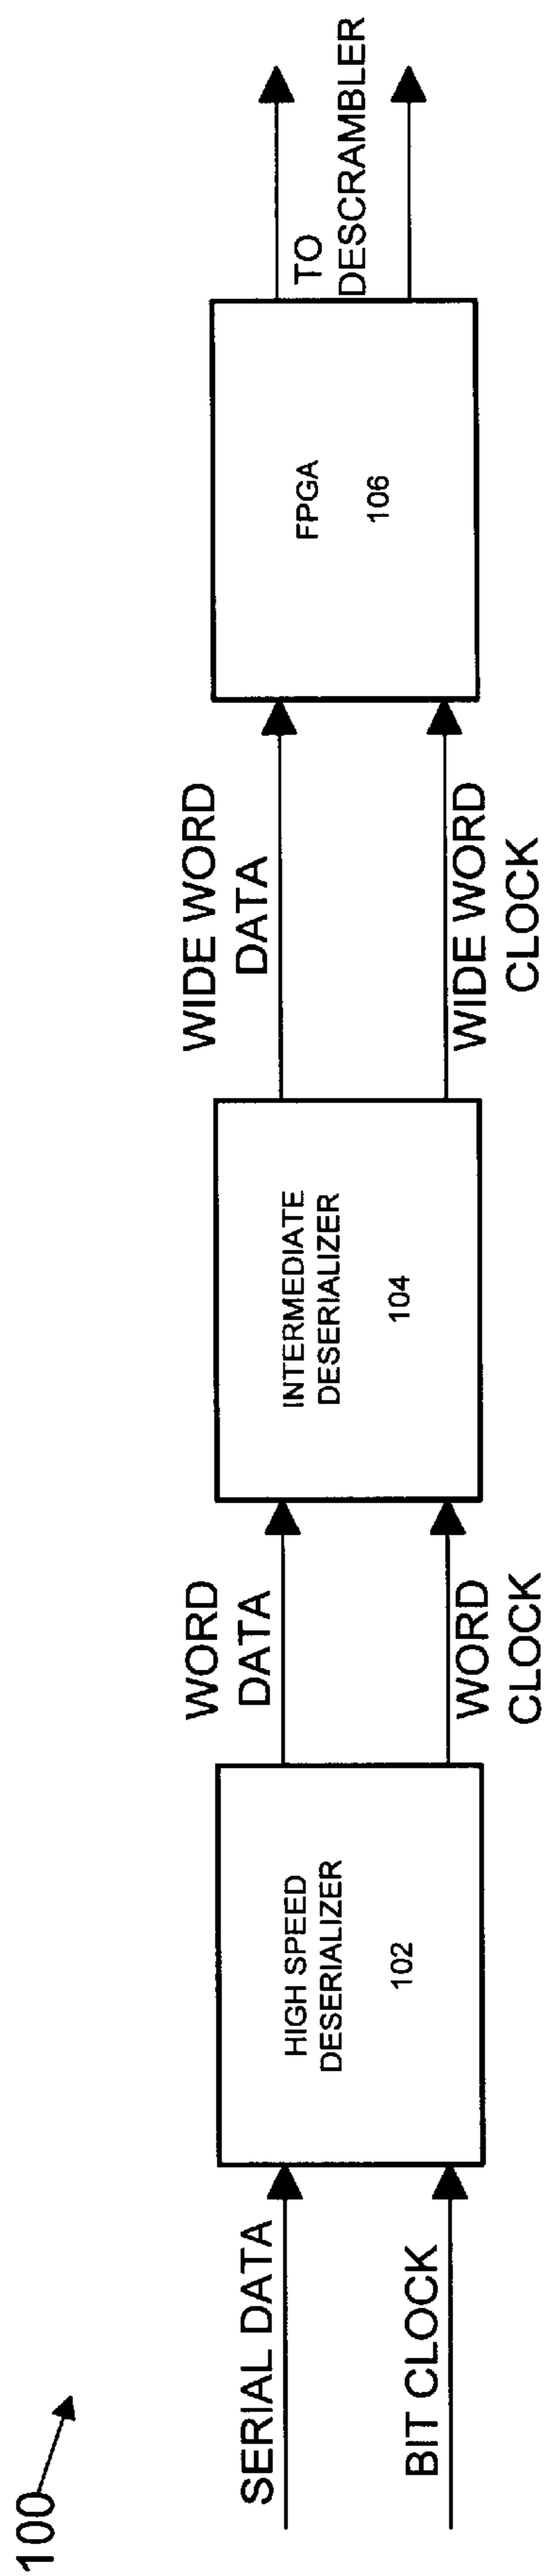 100
SERIAL DATA
BIT CLOCK
HIGH SPEED
DESERIALIZER
102
WORD
DATA
WORD
CLOCK
INTERMEDIATE
DESERIALIZER
104
WIDE WORD
DATA
WIDE WORD
CLOCK
FPGA
106
TO
DESCRAMBLER